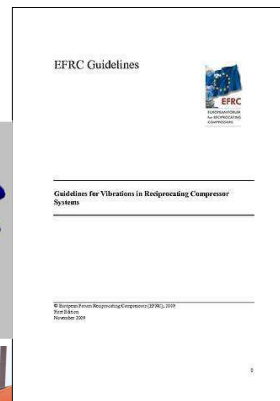 EFRC Guidelines
EFRC
EUROPEAN FORUM
for RECIPROCATING
COMPRESSORS
Guidelines for Vibrations in Reciprocating Compressor
Systems
© European Forum Reciprocating Compressors (EFRC), 2009
First Edition
November 2009